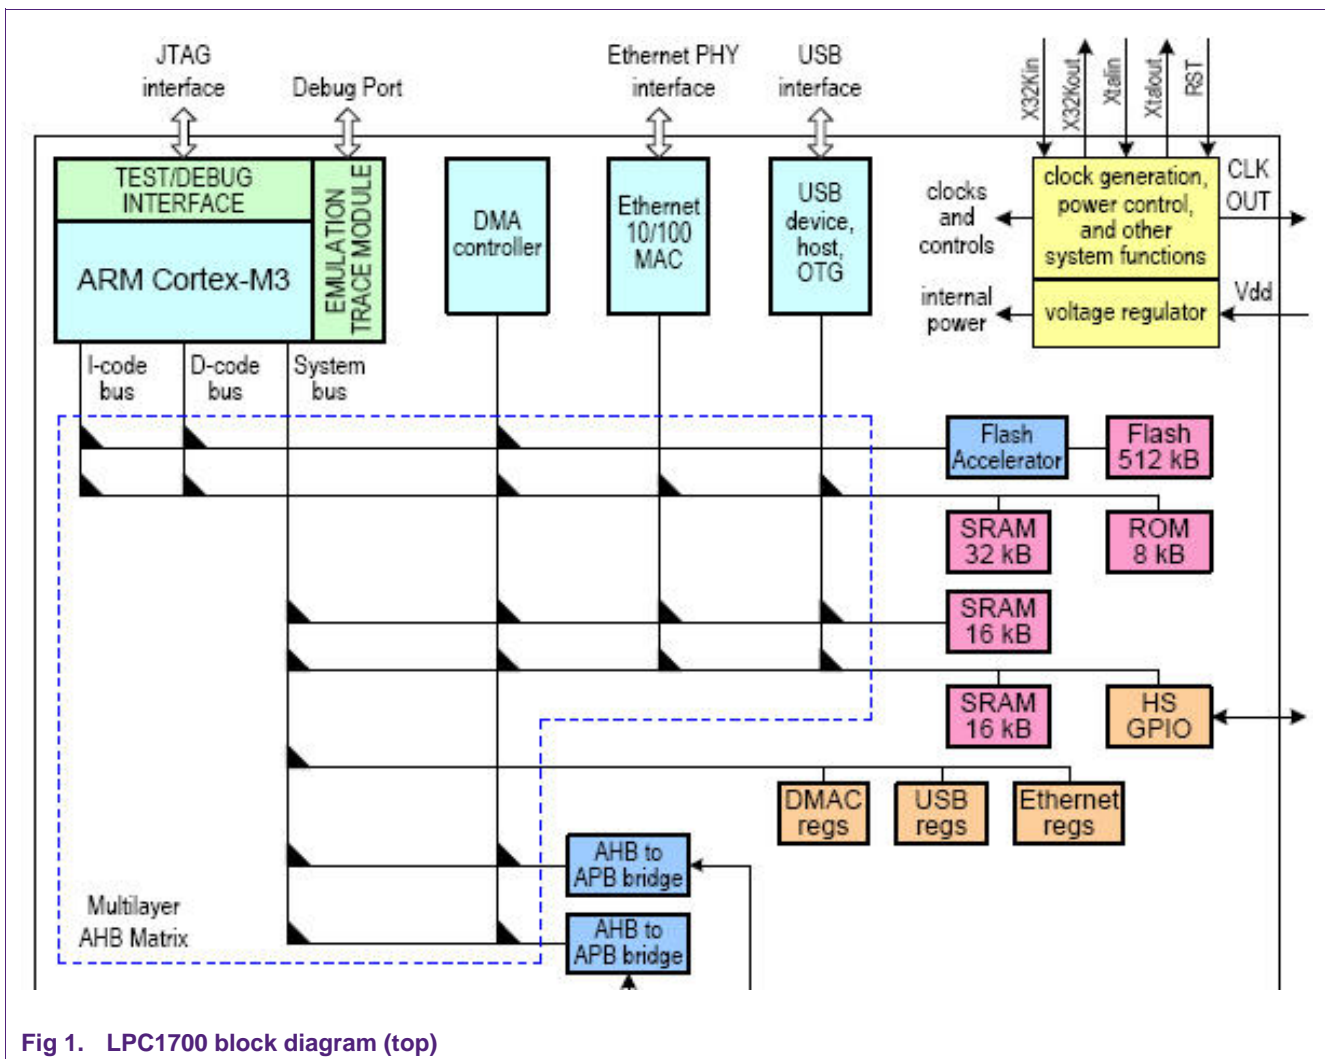 JTAG
interface
Debug Port
Ethernet PHY
interface
USB
interface
X32Kin
X32Kout
Xtalin
Xtalout
RST
TEST/DEBUG
INTERFACE
EMULATION
TRACE MODULE
ARM Cortex-M3
DMA
controller
Ethernet
10/100
MAC
USB
device,
host,
OTG
clocks
and
controls
clock generation,
power control,
and other
system functions
CLK
OUT
internal
power
voltage regulator
Vdd
I-code
bus
D-code
bus
System
bus
Flash
Accelerator
Flash
512 kB
SRAM
32 kB
ROM
8 kB
SRAM
16 kB
SRAM
16 kB
HS
GPIO
DMAC
regs
USB
regs
Ethernet
regs
AHB to
APB bridge
Multilayer
AHB Matrix
AHB to
APB bridge
Fig 1. LPC1700 block diagram (top)